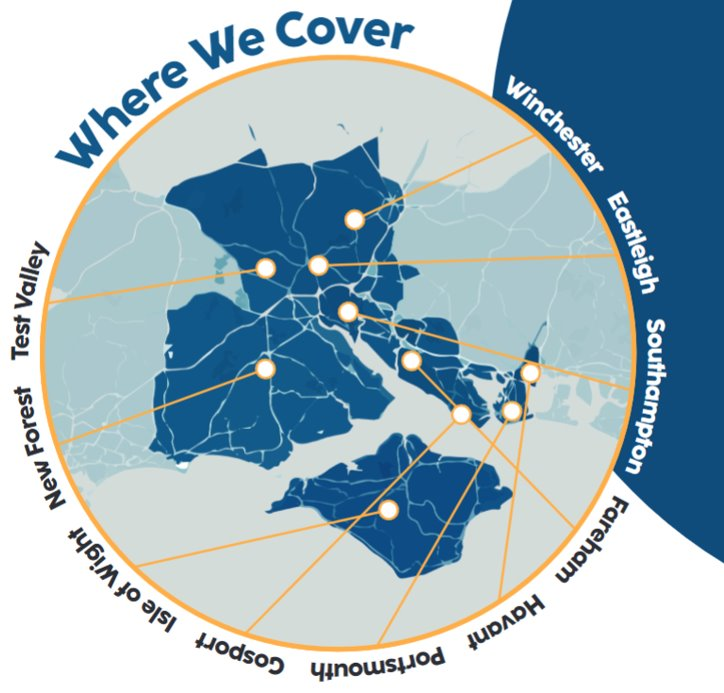 Where We Cover
Winchester
Eastleigh
Southampton
Fareham
Havant
Portsmouth
Gosport
Isle of Wight
New Forest
Test Valley